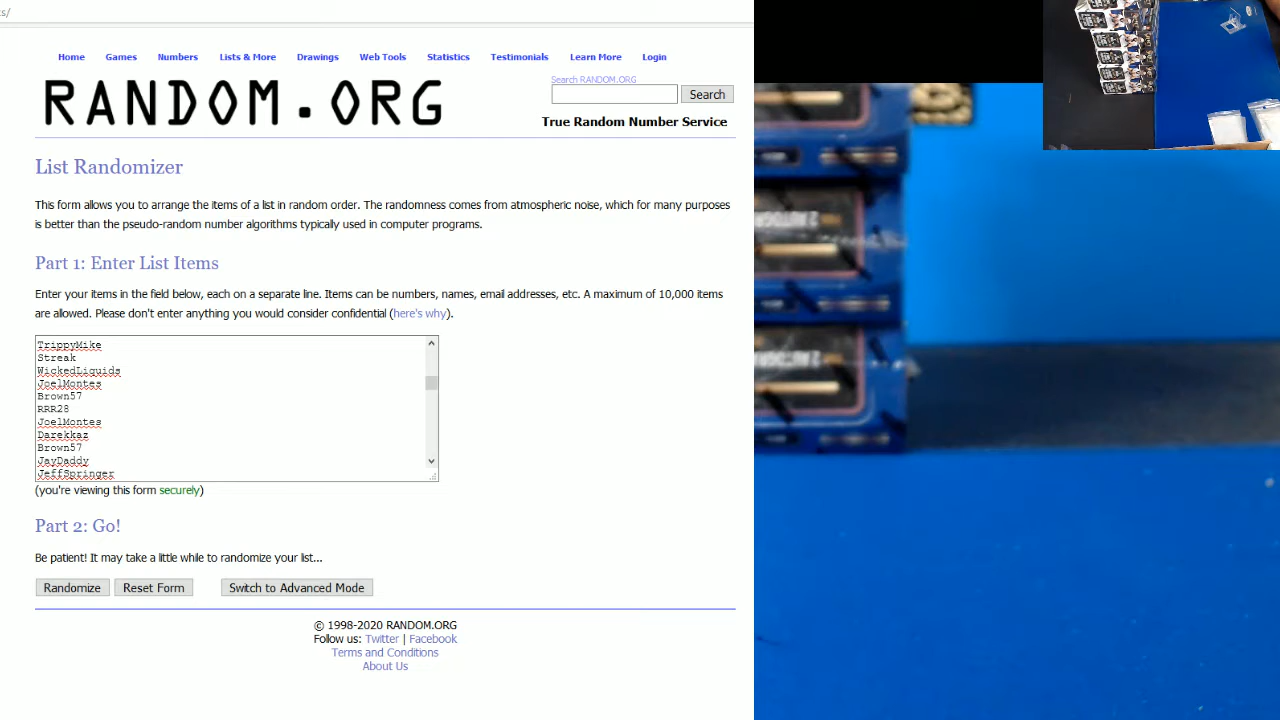 s/
Home Games Numbers Lists & More Drawings Web Tools Statistics Testimonials Learn More Login
RANDOM.ORG
Search RANDOM.ORG
Search
True Random Number Service
List Randomizer
This form allows you to arrange the items of a list in random order. The randomness comes from atmospheric noise, which for many purposes
is better than the pseudo-random number algorithms typically used in computer programs.
Part 1: Enter List Items
Enter your items in the field below, each on a separate line. Items can be numbers, names, email addresses, etc. A maximum of 10,000 items
are allowed. Please don't enter anything you would consider confidential (here's why).
TrippyMike
Streak
WickedLiquids
JoelMontes
Brown57
RRR28
JoelMontes
Darekkaz
Brown57
JayDaddy
JeffSpringer
(you're viewing this form securely)
Part 2: Go!
Be patient! It may take a little while to randomize your list...
Randomize Reset Form Switch to Advanced Mode
© 1998-2020 RANDOM.ORG
Follow us: Twitter | Facebook
Terms and Conditions
About Us